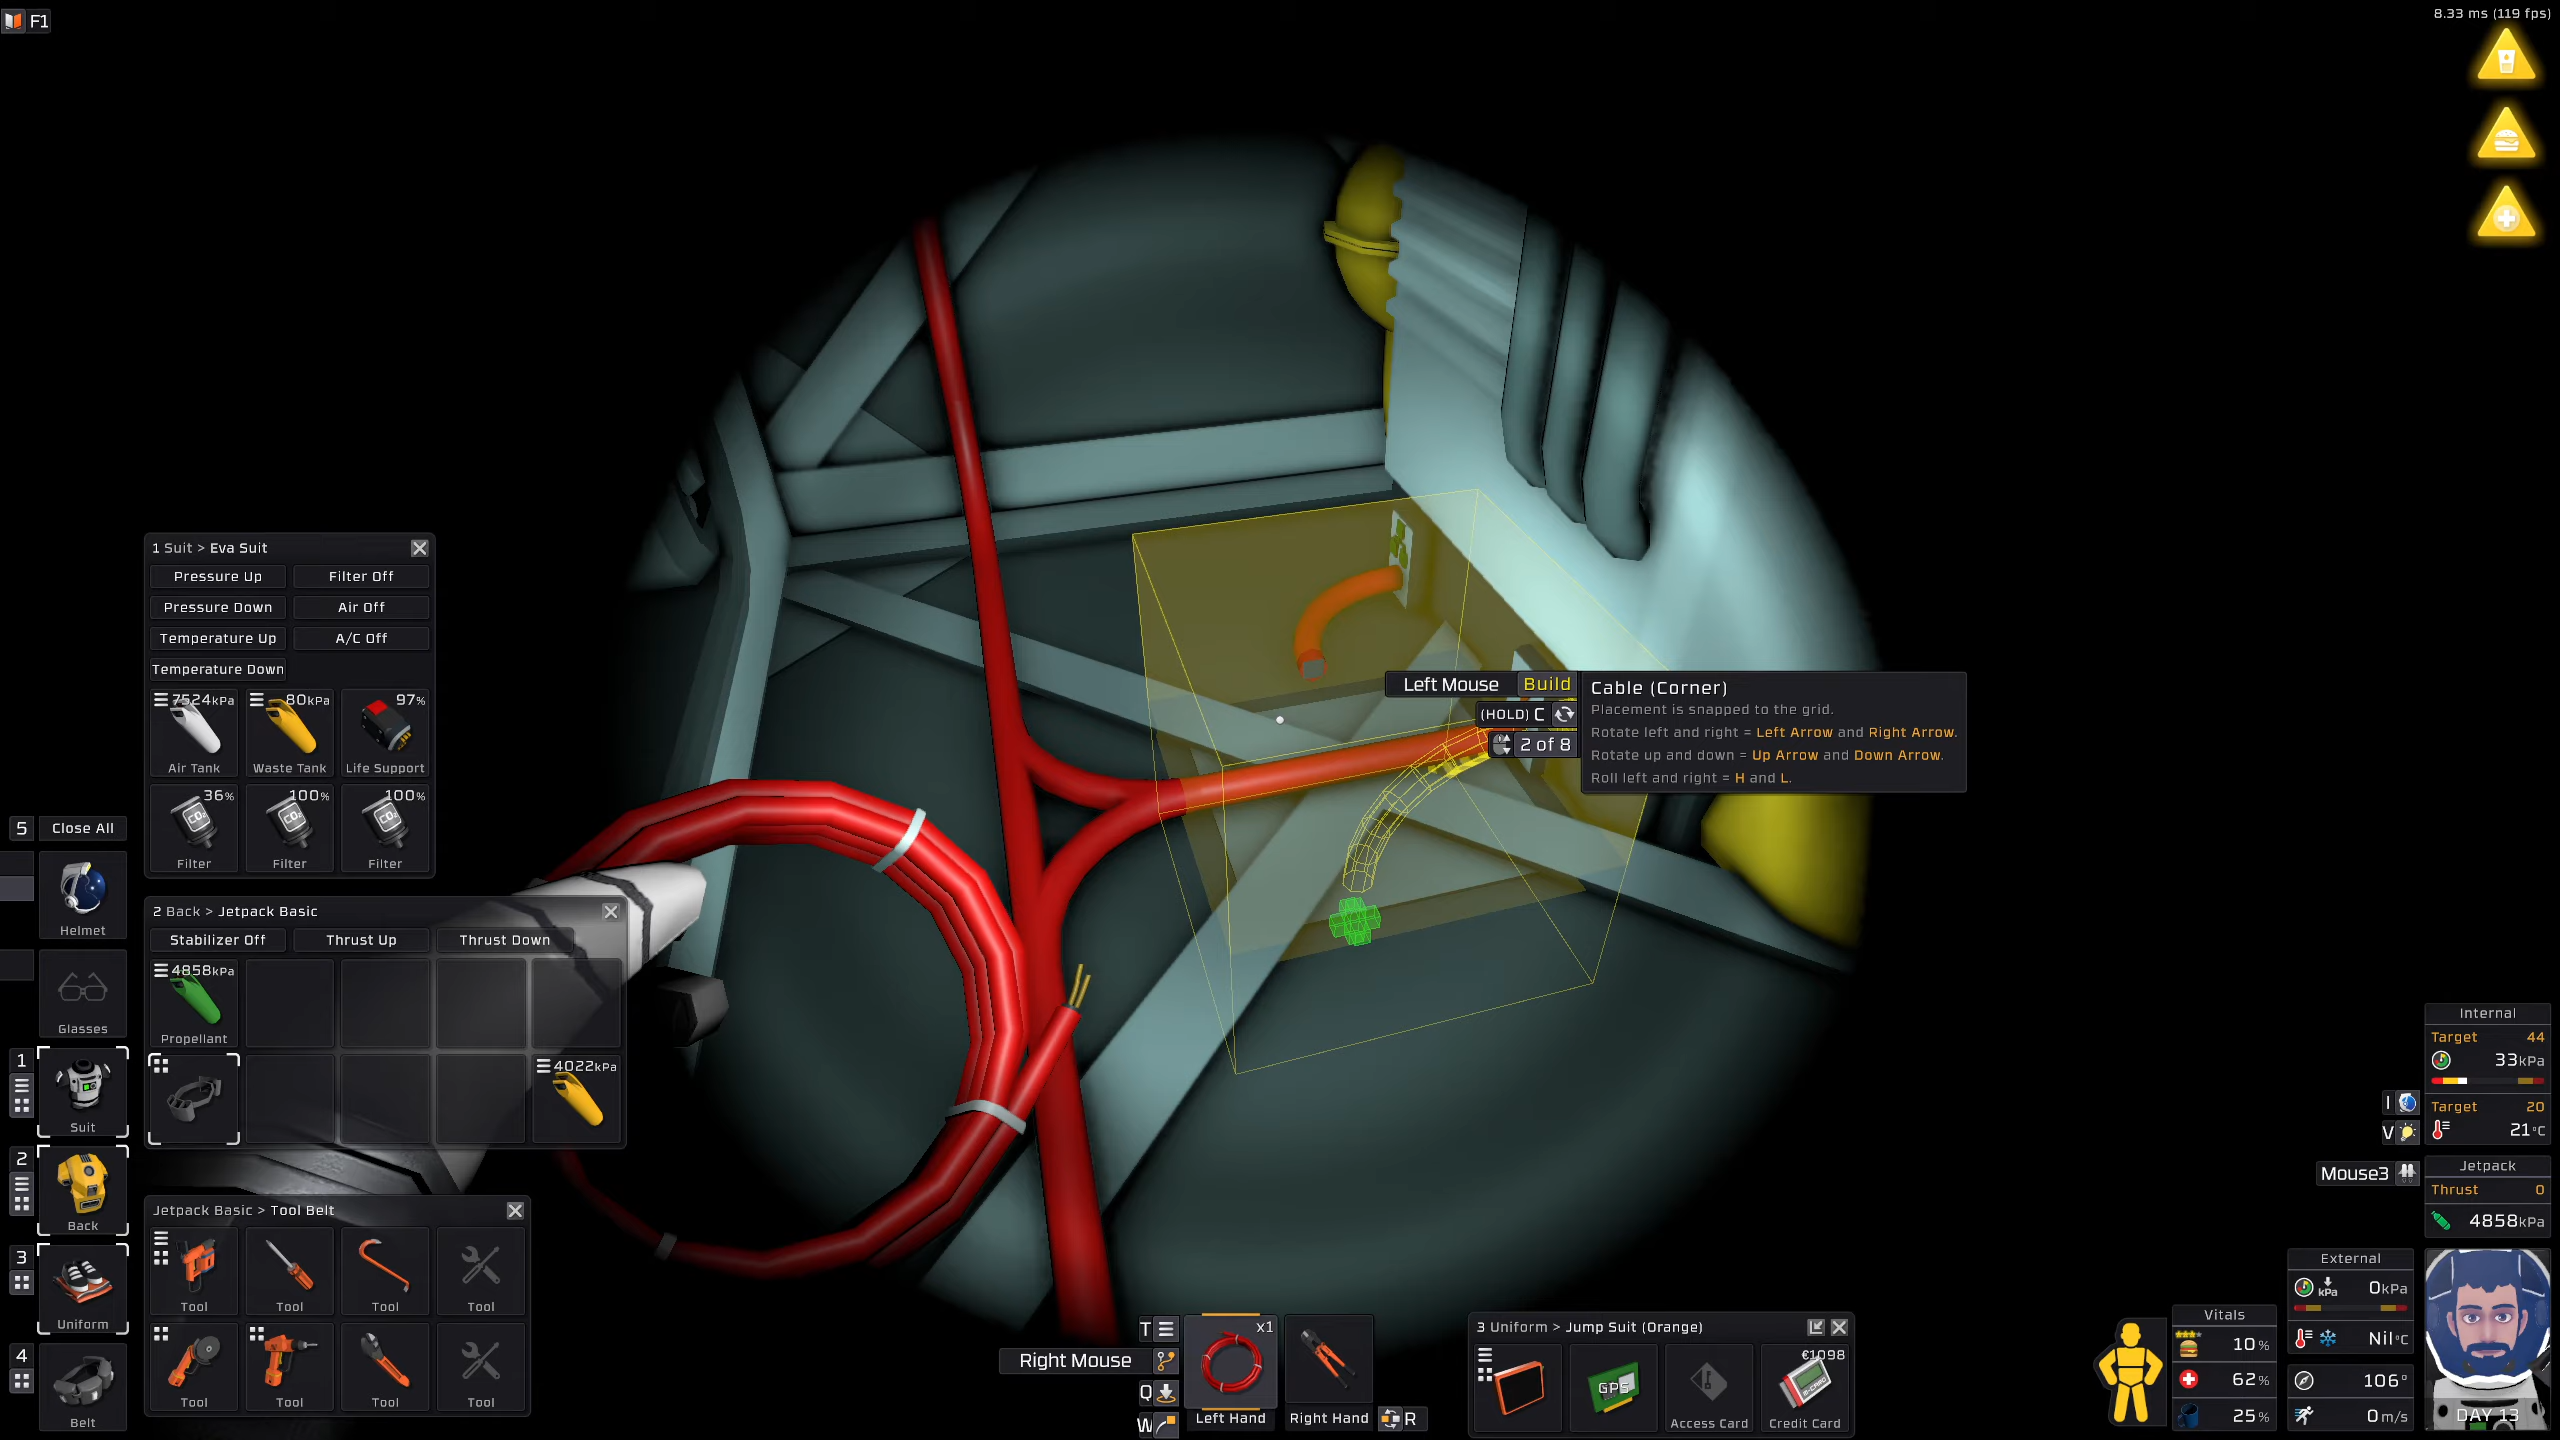 F1
8.33 ms (119 fps)
1 Suit > Eva Suit
Pressure Up
Filter Off
Pressure Down
Air Off
Temperature Up
A/C Off
Temperature Down
7524kPa
80kPa
97%
Air Tank
Waste Tank
Life Support
36%
100%
100%
CO₂
CO₂
CO₂
Filter
Filter
Filter
5
Close All
Helmet
Glasses
1
Suit
2
Back
3
Uniform
4
Belt
2 Back > Jetpack Basic
Stabilizer Off
Thrust Up
Thrust Down
4858kPa
Propellant
4022kPa
Jetpack Basic > Tool Belt
Tool
Tool
Tool
Tool
Tool
Tool
Tool
Tool
Left Mouse
Build
(HOLD) C
2 of 8
Cable (Corner)
Placement is snapped to the grid.
Rotate left and right = Left Arrow and Right Arrow.
Rotate up and down = Up Arrow and Down Arrow.
Roll left and right = H and L.
T
Right Mouse
Q
W
x1
Left Hand
Right Hand
R
3 Uniform > Jump Suit (Orange)
GPS
Access Card
€1098
Credit Card
Internal
Target 44
33kPa
Target 20
21°C
I
V
Mouse3
Jetpack
Thrust 0
4858kPa
External
kPa
0kPa
Nil°C
106°
0m/s
Vitals
10%
62%
25%
DAY 13